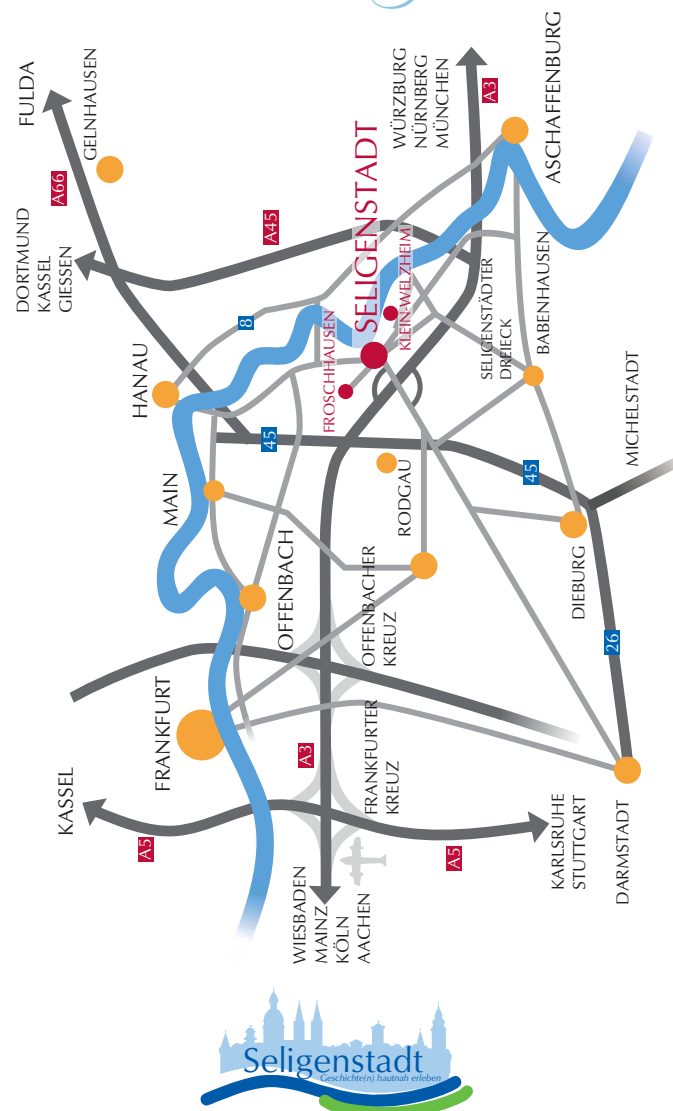 FULDA
GELNHAUSEN
A66
DORTMUND
KASSEL
GIESSEN
A45
WÜRZBURG
NÜRNBERG
MÜNCHEN
A3
ASCHAFFENBURG
SELIGENSTADT
KLEIN-WELZHEIM
FROSCHHAUSEN
8
HANAU
SELIGENSTÄDTER
DREIECK
BABENHAUSEN
45
MAIN
RODGAU
45
MICHELSTADT
OFFENBACH
OFFENBACHER
KREUZ
DIEBURG
26
FRANKFURT
A3
FRANKFURTER
KREUZ
KASSEL
A5
A5
KARLSRUHE
STUTTGART
DARMSTADT
WIESBADEN
MAINZ
KÖLN
AACHEN
Seligenstadt
Geschichte(n) hautnah erleben